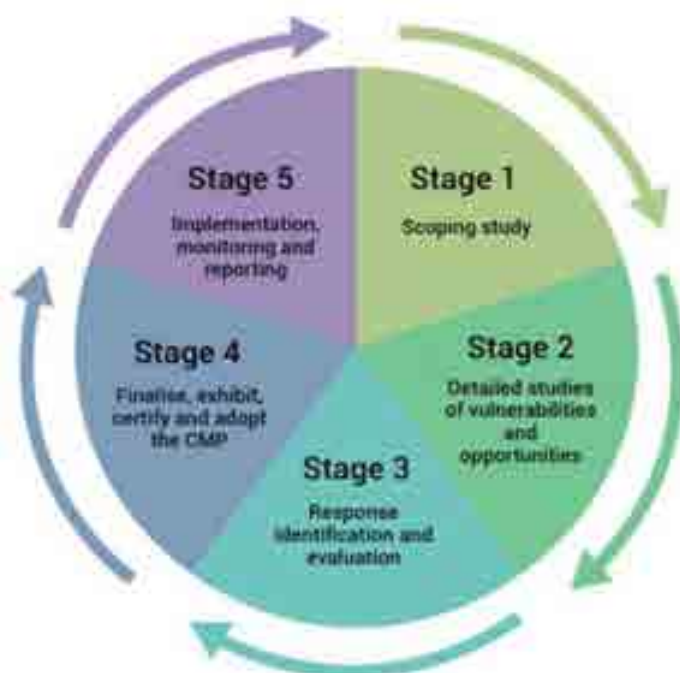 Stage 1
Scoping study
Stage 2
Detailed studies
of vulnerabilities
and
opportunities
Stage 3
Response
identification and
evaluation
Stage 4
Finalise, exhibit,
certify and adopt
the CMP
Stage 5
Implementation,
monitoring and
reporting